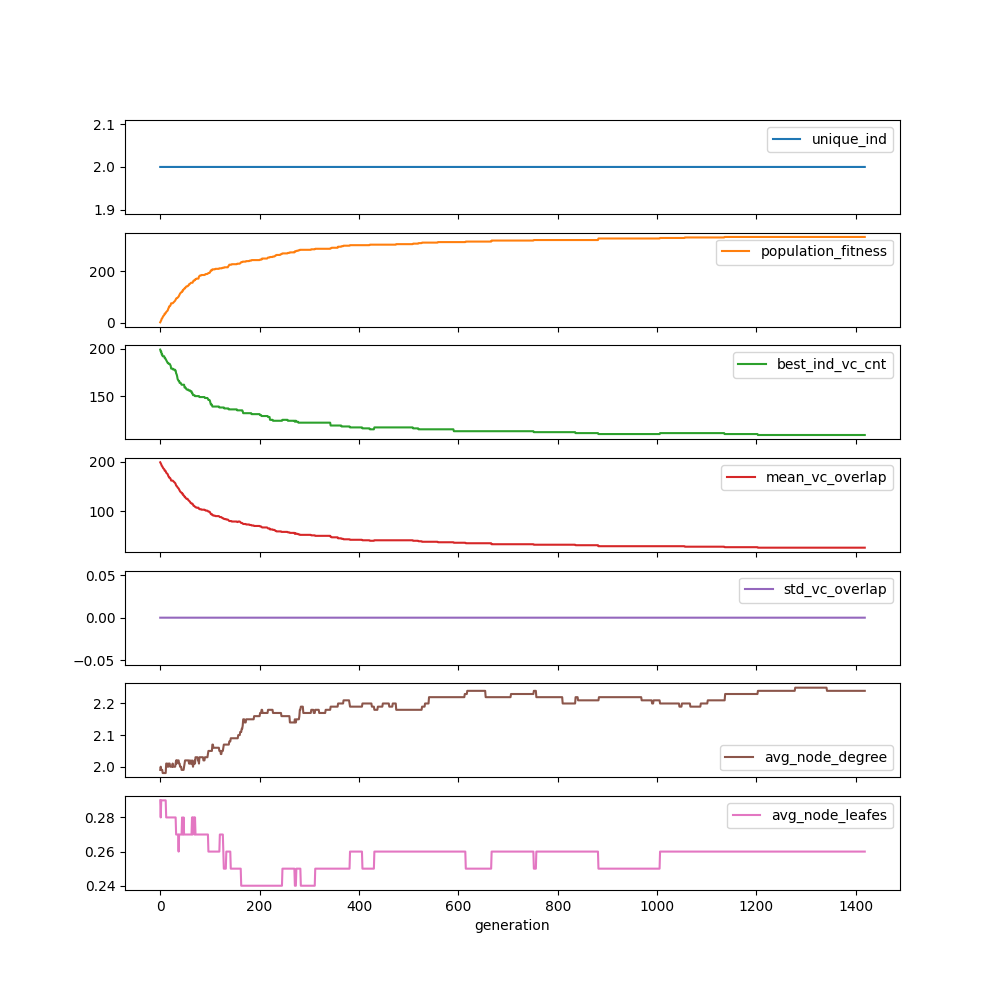 2.1
2.0
1.9
unique_ind
200
0
population_fitness
200
150
best_ind_vc_cnt
200
100
mean_vc_overlap
0.05
0.00
−0.05
std_vc_overlap
2.2
2.1
2.0
avg_node_degree
0.28
0.26
0.24
avg_node_leafes
0 200 400 600 800 1000 1200 1400
generation